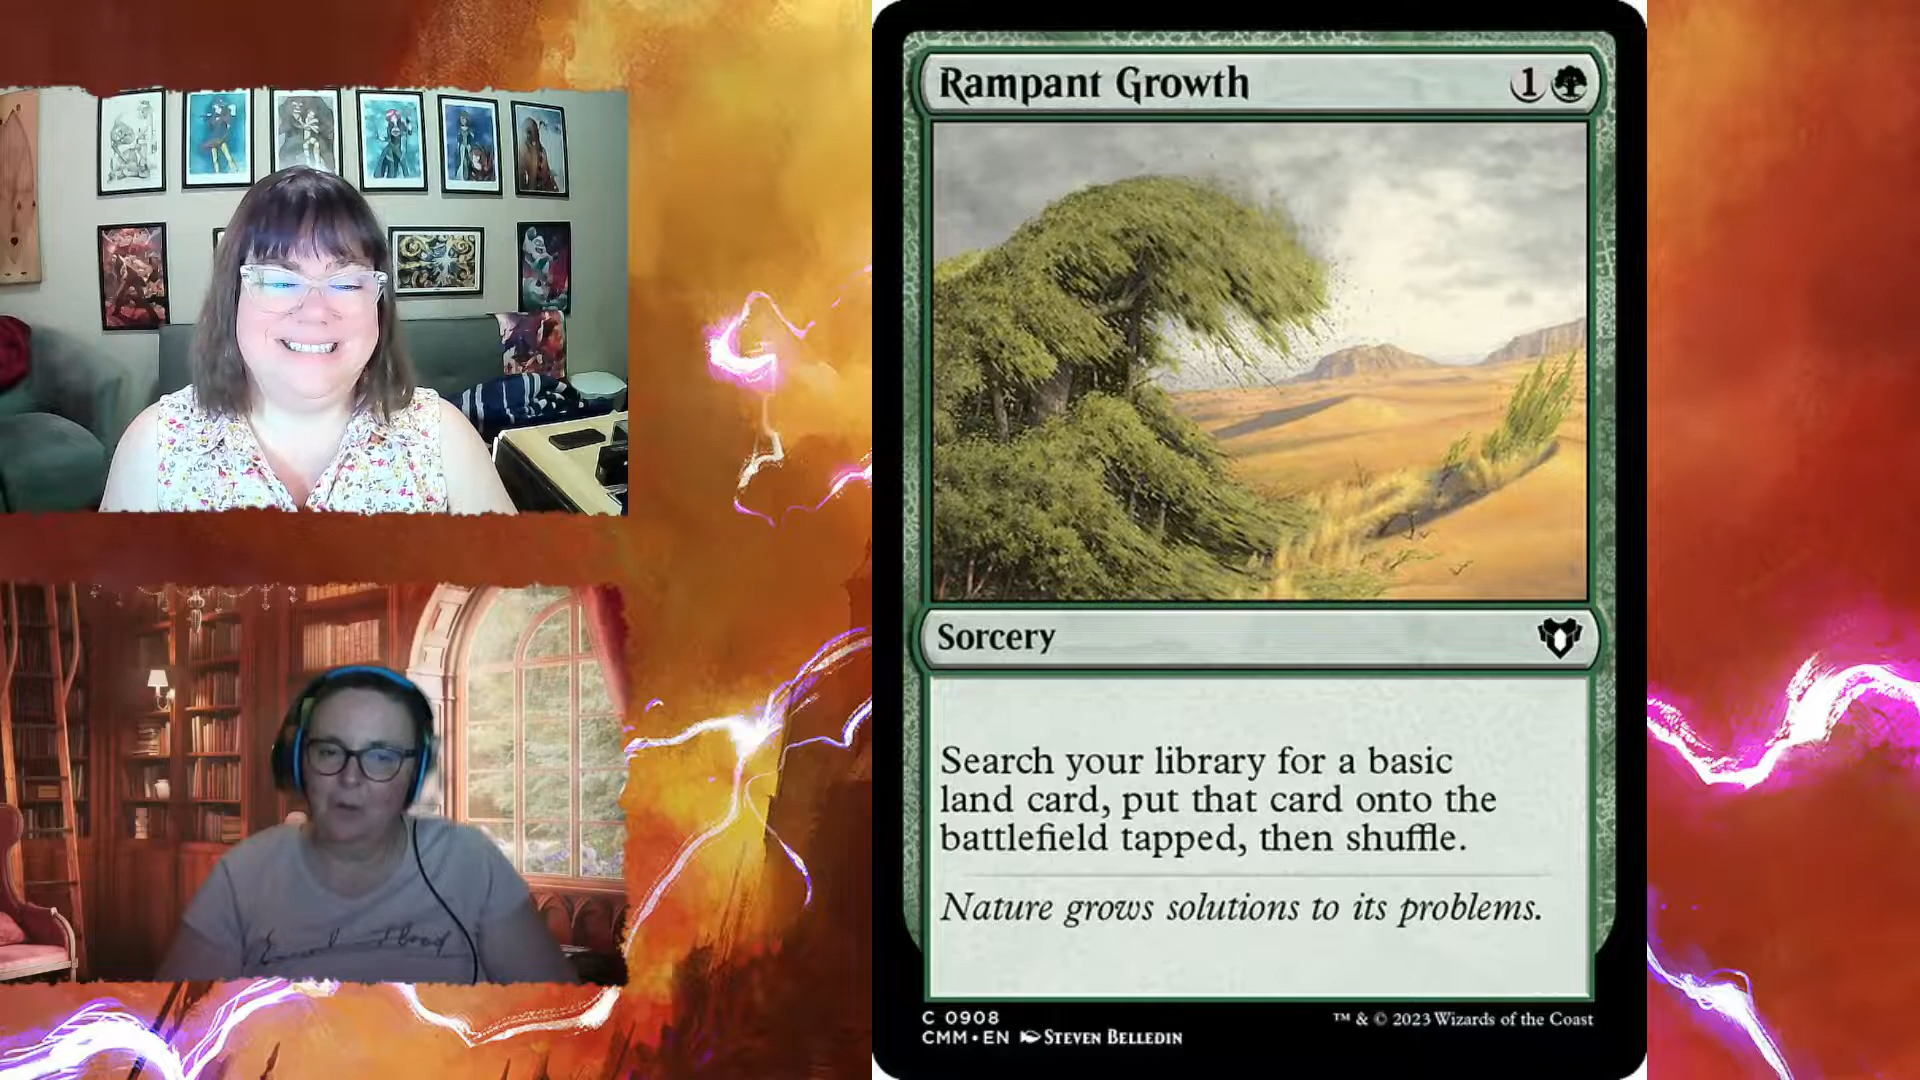 Rampant Growth
1
Sorcery
Search your library for a basic
land card, put that card onto the
battlefield tapped, then shuffle.
Nature grows solutions to its problems.
C 0908
™ & © 2023 Wizards of the Coast
CMM • EN STEVEN BELLEDIN